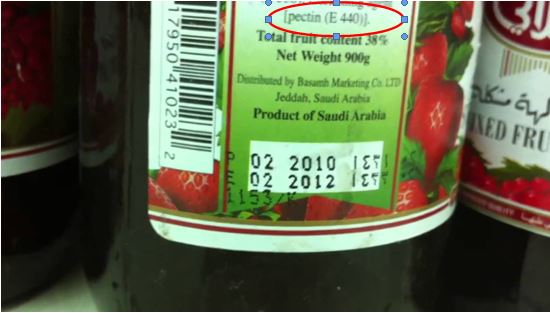 [pectin (E 440)].
Total fruit content 38%
Net Weight 900g
Distributed by Basamh Marketing Co. LTD
Jeddah, Saudi Arabia
Product of Saudi Arabia
P 02 2010 ١٤٣١
E 02 2012 ١٤٣٣
1153/K
17950 41023 2